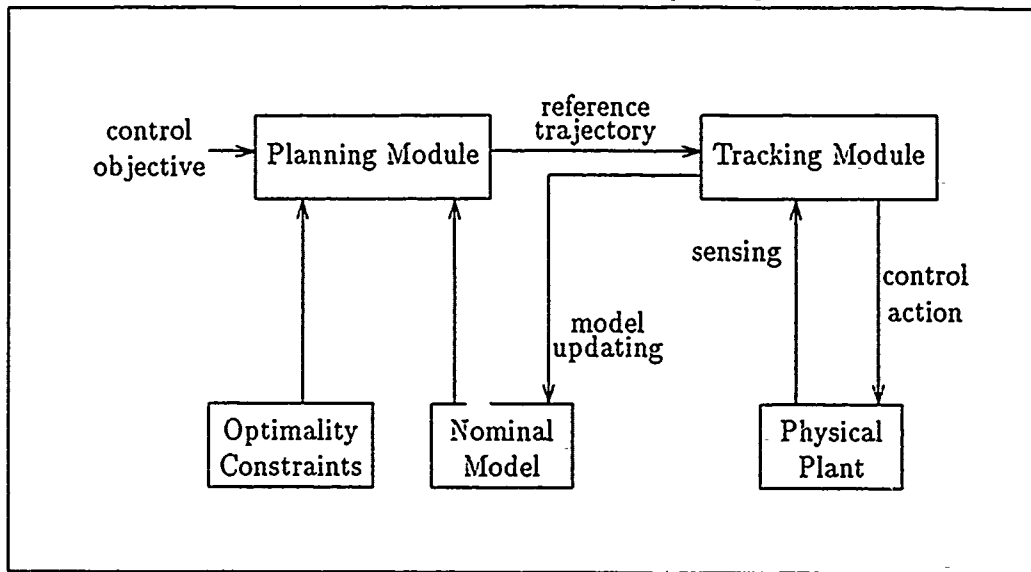 control
objective
Planning Module
reference
trajectory
Tracking Module
sensing
control
action
model
updating
Optimality
Constraints
Nominal
Model
Physical
Plant